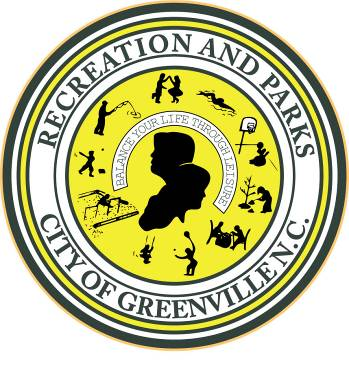 RECREATION AND PARKS
BALANCE YOUR LIFE THROUGH LEISURE
CITY OF GREENVILLE N.C.